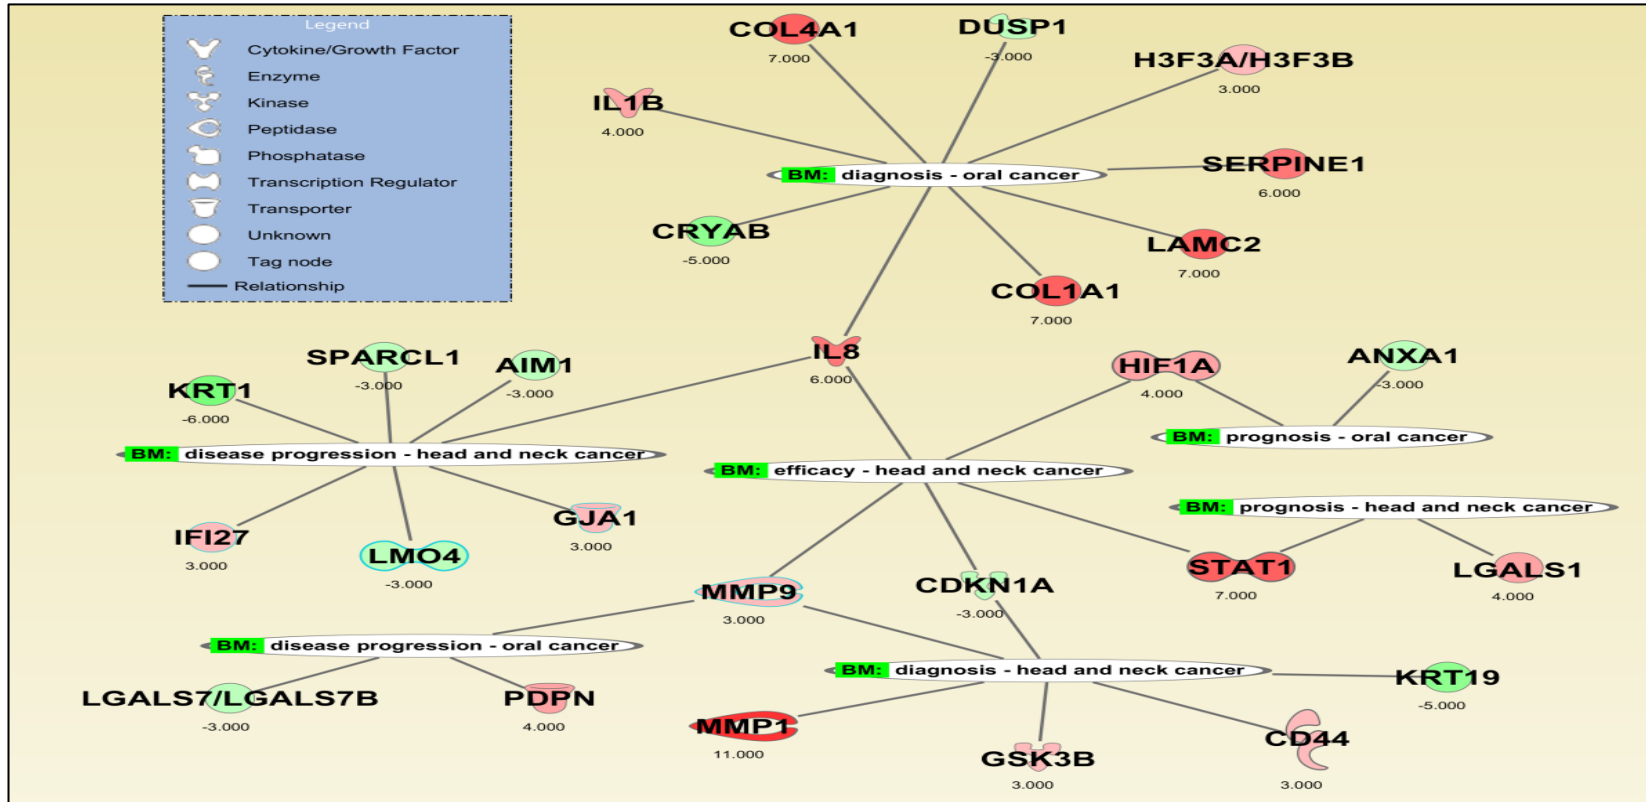 Legend
Cytokine/Growth Factor
Enzyme
Kinase
Peptidase
Phosphatase
Transcription Regulator
Transporter
Unknown
Tag node
Relationship
COL4A1
7.000
DUSP1
-3.000
H3F3A/H3F3B
3.000
IL1B
4.000
SERPINE1
6.000
BM: diagnosis - oral cancer
CRYAB
-5.000
LAMC2
7.000
COL1A1
7.000
IL8
6.000
SPARCL1
-3.000
AIM1
-3.000
KRT1
-6.000
HIF1A
4.000
ANXA1
-3.000
BM: disease progression - head and neck cancer
BM: prognosis - oral cancer
BM: efficacy - head and neck cancer
BM: prognosis - head and neck cancer
IFI27
3.000
LMO4
-3.000
GJA1
3.000
MMP9
3.000
CDKN1A
-3.000
STAT1
7.000
LGALS1
4.000
BM: disease progression - oral cancer
BM: diagnosis - head and neck cancer
LGALS7/LGALS7B
-3.000
PDPN
4.000
MMP1
11.000
GSK3B
3.000
CD44
3.000
KRT19
-5.000